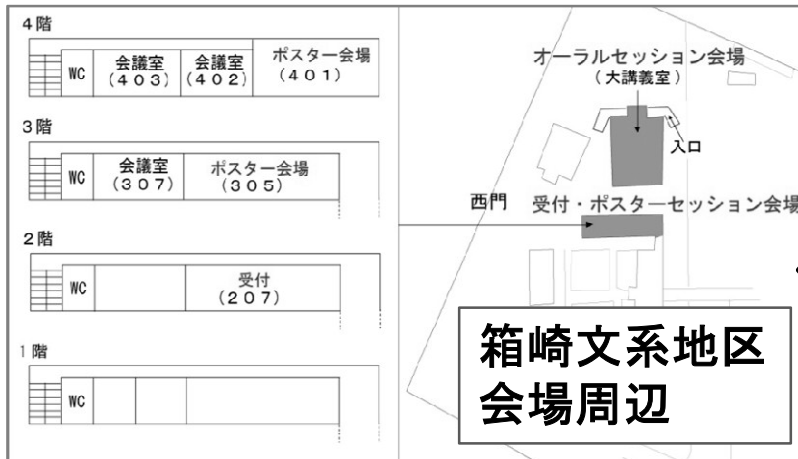 4階
WC
会議室
(403)
会議室
(402)
ポスター会場
(401)
3階
WC
会議室
(307)
ポスター会場
(305)
2階
WC
受付
(207)
1階
WC
オーラルセッション会場
(大講義室)
入口
西門
受付・ポスターセッション会場
箱崎文系地区
会場周辺